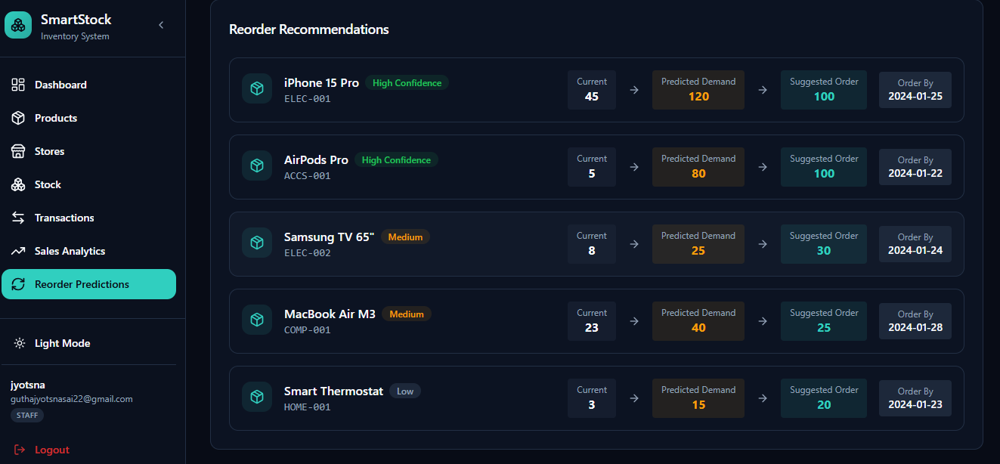 SmartStock
Inventory System
Dashboard
Products
Stores
Stock
Transactions
Sales Analytics
Reorder Predictions
Light Mode
jyotsna
guthajyotsnasai22@gmail.com
STAFF
Logout
Reorder Recommendations
iPhone 15 Pro High Confidence
ELEC-001
Current Predicted Demand Suggested Order Order By
45 120 100 2024-01-25
AirPods Pro High Confidence
ACCS-001
Current Predicted Demand Suggested Order Order By
5 80 100 2024-01-22
Samsung TV 65" Medium
ELEC-002
Current Predicted Demand Suggested Order Order By
8 25 30 2024-01-24
MacBook Air M3 Medium
COMP-001
Current Predicted Demand Suggested Order Order By
23 40 25 2024-01-28
Smart Thermostat Low
HOME-001
Current Predicted Demand Suggested Order Order By
3 15 20 2024-01-23